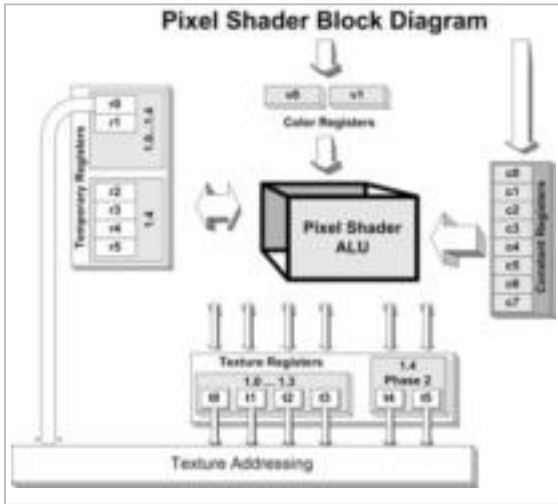 Pixel Shader Block Diagram
v0 v1
Color Registers
r0
r1
1.0...1.4
r2
r3
r4
r5
1.4
Temporary Registers
Pixel Shader
ALU
c0
c1
c2
c3
c4
c5
c6
c7
Constant Registers
Texture Registers
1.0 ... 1.3
t0 t1 t2 t3
1.4
Phase 2
t4 t5
Texture Addressing